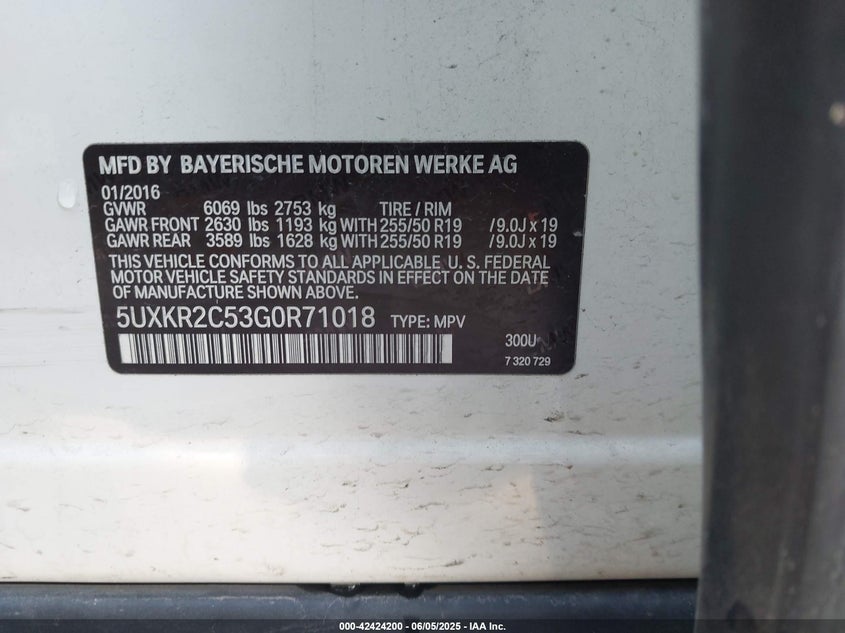 MFD BY BAYERISCHE MOTOREN WERKE AG
01/2016
GVWR 6069 lbs 2753 kg TIRE / RIM
GAWR FRONT 2630 lbs 1193 kg WITH 255/50 R19 / 9.0J x 19
GAWR REAR 3589 lbs 1628 kg WITH 255/50 R19 / 9.0J x 19
THIS VEHICLE CONFORMS TO ALL APPLICABLE U. S. FEDERAL
MOTOR VEHICLE SAFETY STANDARDS IN EFFECT ON THE DATE
OF MANUFACTURE SHOWN ABOVE.
5UXKR2C53G0R71018 TYPE: MPV
300U
7 320 729
000-42424200 - 06/05/2025 - IAA Inc.